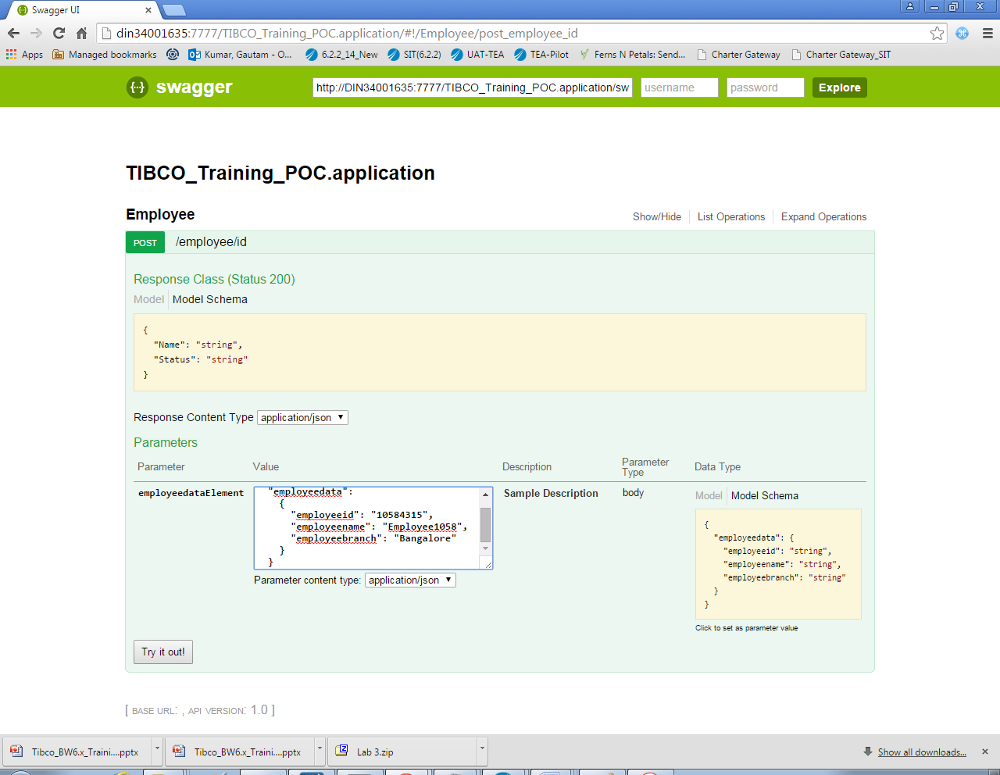 Swagger UI
din34001635:7777/TIBCO_Training_POC.application/#!/Employee/post_employee_id
Apps Managed bookmarks Kumar, Gautam - O... 6.2.2_14_New SIT(6.2.2) UAT-TEA TEA-Pilot Ferns N Petals: Send... Charter Gateway Charter Gateway_SIT
{··} swagger http://DIN34001635:7777/TIBCO_Training_POC.application/sw username password Explore
TIBCO_Training_POC.application
Employee Show/Hide List Operations Expand Operations
POST /employee/id
Response Class (Status 200)
Model Model Schema
{
"Name": "string",
"Status": "string"
}
Response Content Type application/json
Parameters
Parameter Value Description Parameter Type Data Type
employeedataElement
"employeedata":
{
"employeeid": "10584315",
"employeename": "Employee1058",
"employeebranch": "Bangalore"
}
}
Parameter content type: application/json
Sample Description
body
Model Model Schema
{
"employeedata": {
"employeeid": "string",
"employeename": "string",
"employeebranch": "string"
}
}
Click to set as parameter value
Try it out!
[ BASE URL: , API VERSION: 1.0 ]
Tibco_BW6.x_Traini....pptx Tibco_BW6.x_Traini....pptx Lab 3.zip Show all downloads...